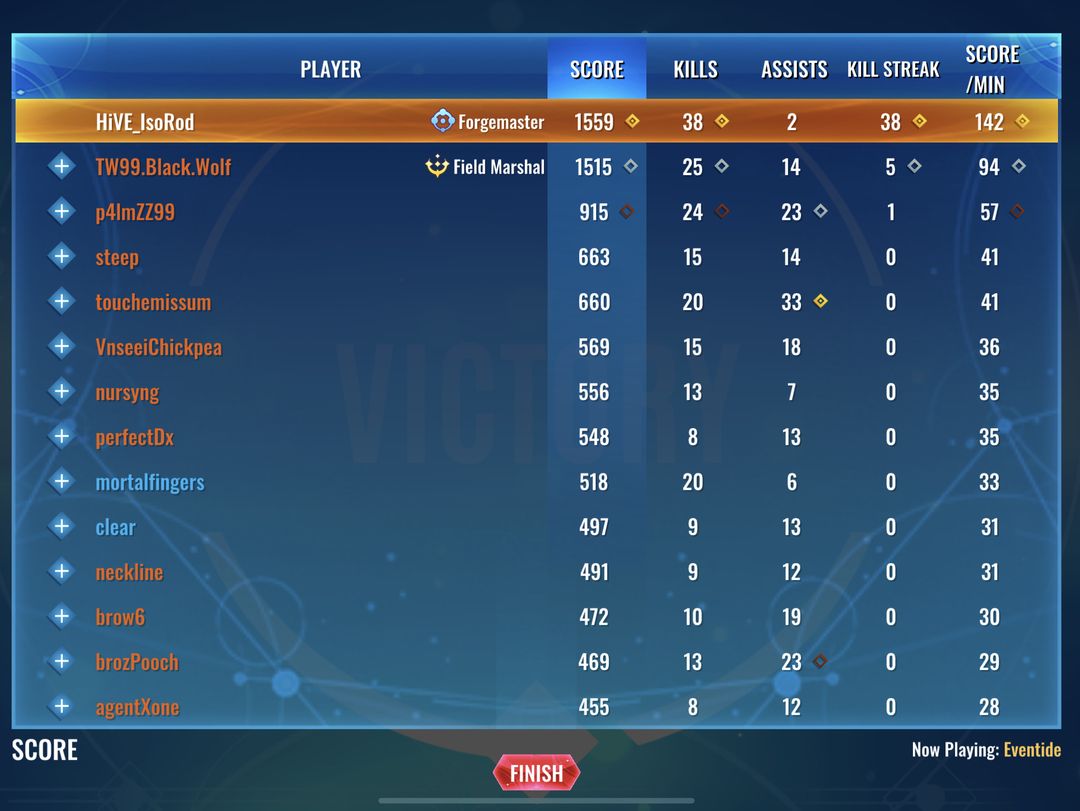 PLAYER SCORE KILLS ASSISTS KILL STREAK SCORE /MIN
HiVE_IsoRod Forgemaster 1559 38 2 38 142
TW99.Black.Wolf Field Marshal 1515 25 14 5 94
p4lmZZ99 915 24 23 1 57
steep 663 15 14 0 41
touchemissum 660 20 33 0 41
VnseeiChickpea 569 15 18 0 36
nursyng 556 13 7 0 35
perfectDx 548 8 13 0 35
mortalfingers 518 20 6 0 33
clear 497 9 13 0 31
neckline 491 9 12 0 31
brow6 472 10 19 0 30
brozPooch 469 13 23 0 29
agentXone 455 8 12 0 28
VICTORY
SCORE
Now Playing: Eventide
FINISH